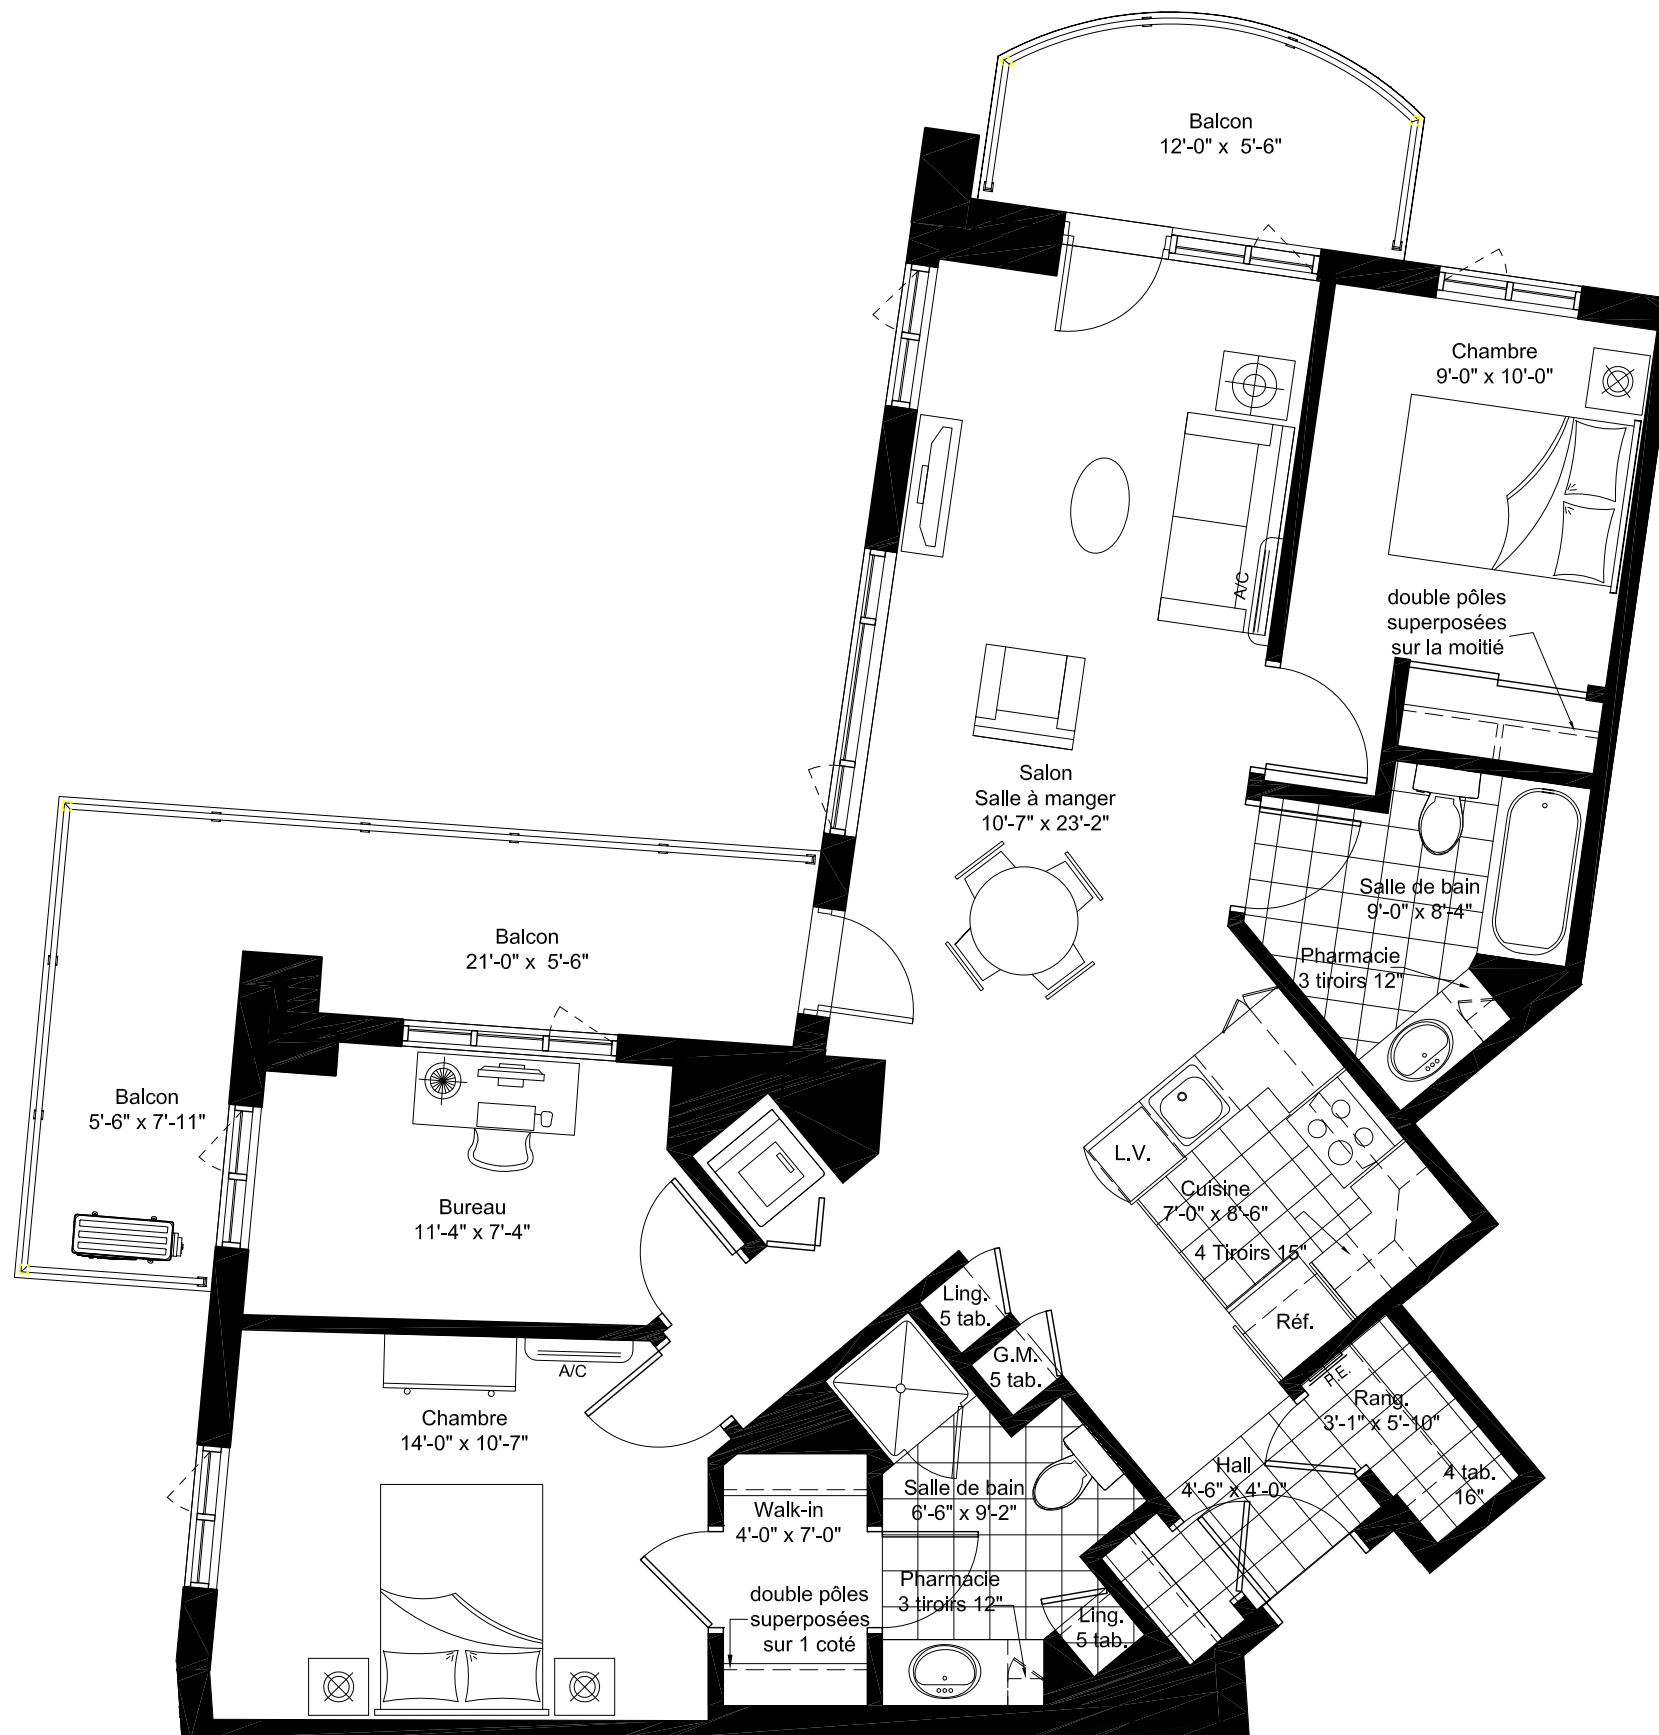 Balcon
12'-0" x 5'-6"
Chambre
9'-0" x 10'-0"
A/C
double pôles
superposées
sur la moitié
Salon
Salle à manger
10'-7" x 23'-2"
Salle de bain
9'-0" x 8'-4"
Pharmacie
3 tiroirs 12"
Balcon
21'-0" x 5'-6"
Balcon
5'-6" x 7'-11"
Bureau
11'-4" x 7'-4"
L.V.
Cuisine
7'-0" x 8'-6"
4 Tiroirs 15"
Réf.
Ling.
5 tab.
G.M.
5 tab.
P.E.
Rang.
3'-1" x 5'-10"
4 tab.
16"
Hall
4'-6" x 4'-0"
A/C
Chambre
14'-0" x 10'-7"
Walk-in
4'-0" x 7'-0"
double pôles
superposées
sur 1 coté
Salle de bain
6'-6" x 9'-2"
Pharmacie
3 tiroirs 12"
Ling.
5 tab.